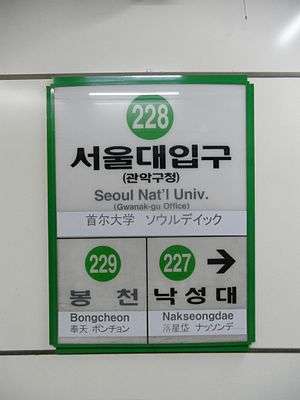 228
서울대입구
(관악구청)
Seoul Nat'l Univ.
(Gwanak-gu Office)
首尔大学 ソウルデイック
229
봉천
Bongcheon
奉天 ポンチョン
227 →
낙성대
Nakseongdae
落星岱 ナッソンデ